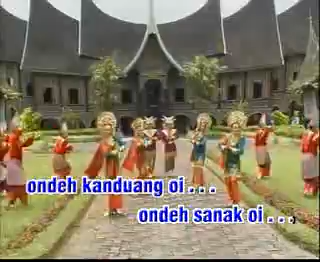 ondeh kanduang oi . . .
ondeh sanak oi . . .